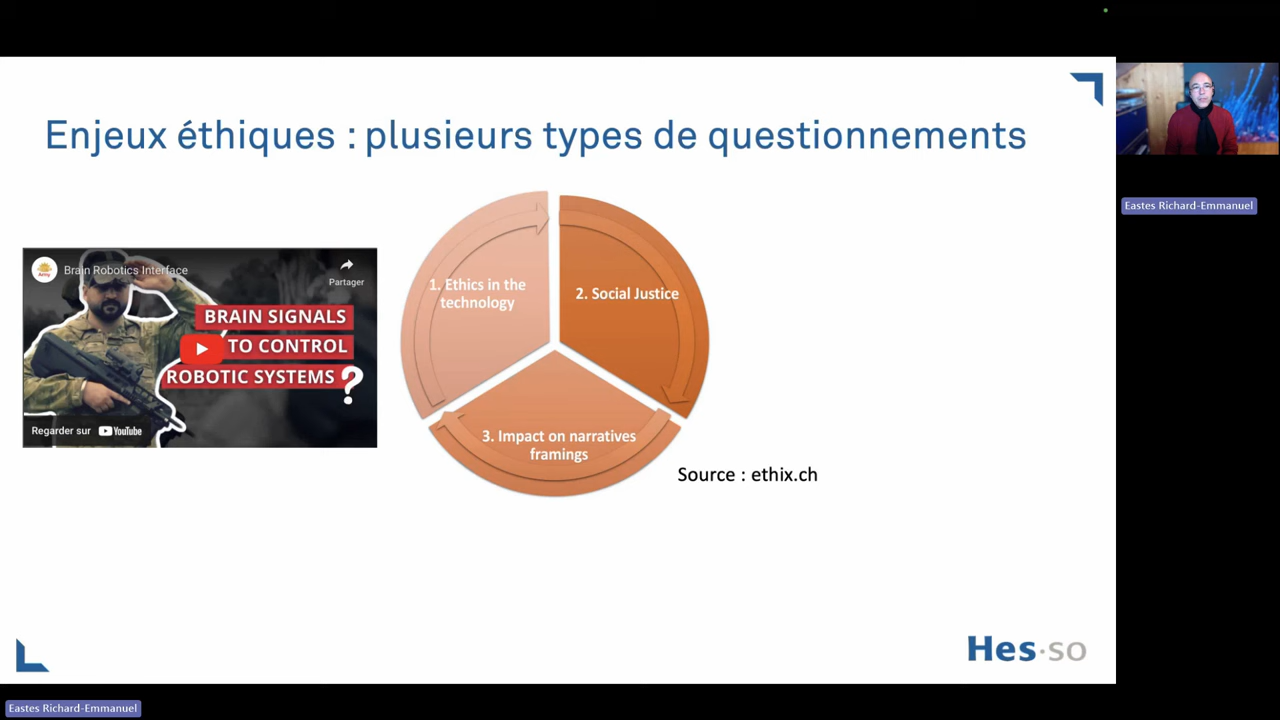 Enjeux éthiques : plusieurs types de questionnements
Eastes Richard-Emmanuel
Brain Robotics Interface
Partager
BRAIN SIGNALS
TO CONTROL
ROBOTIC SYSTEMS ?
Regarder sur YouTube
1. Ethics in the
technology
2. Social Justice
3. Impact on narratives
framings
Source : ethix.ch
Hes·so
Eastes Richard-Emmanuel